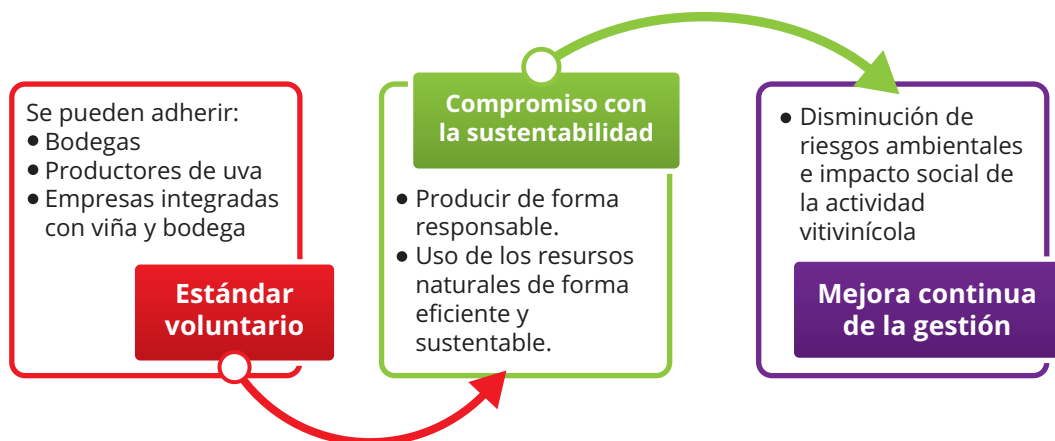 Se pueden adherir:
● Bodegas
● Productores de uva
● Empresas integradas
con viña y bodega
Estándar
voluntario
Compromiso con
la sustentabilidad
● Producir de forma
responsable.
● Uso de los resursos
naturales de forma
eficiente y
sustentable.
● Disminución de
riesgos ambientales
e impacto social de
la actividad
vitivinícola
Mejora continua
de la gestión